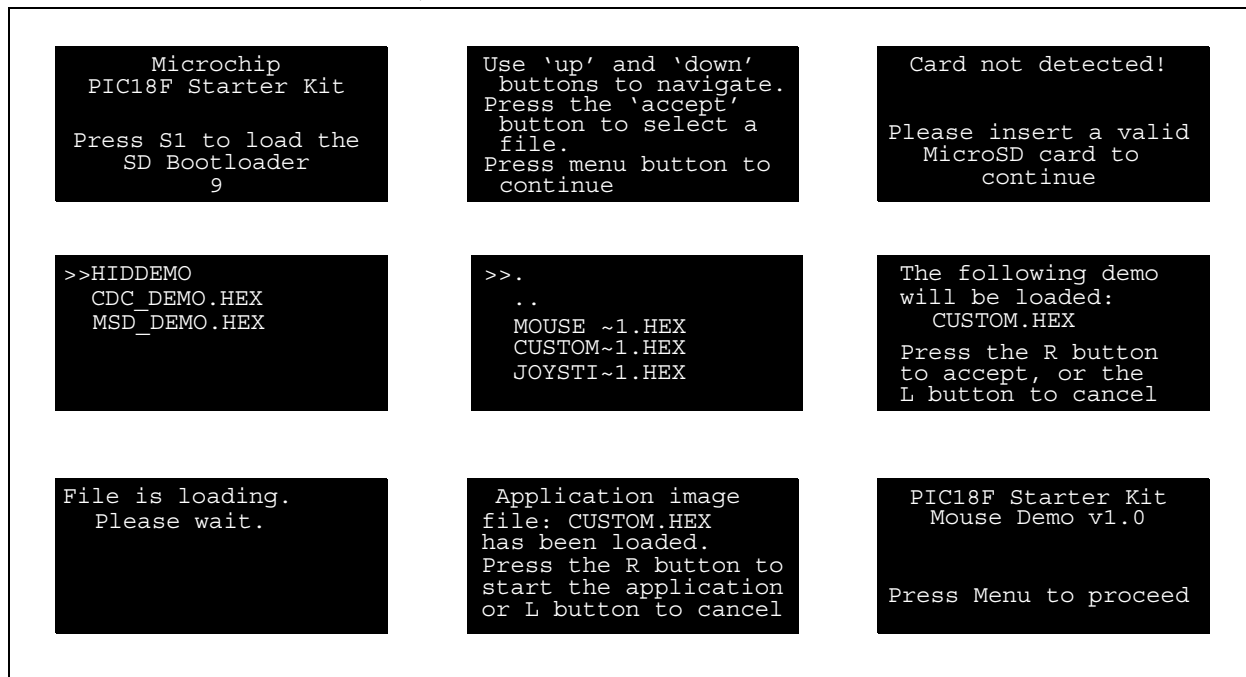 Microchip
PIC18F Starter Kit
Press S1 to load the
SD Bootloader
9
Use ‘up’ and ‘down’
buttons to navigate.
Press the ‘accept’
button to select a
file.
Press menu button to
continue
Card not detected!
Please insert a valid
MicroSD card to
continue
>>HIDDEMO
CDC_DEMO.HEX
MSD_DEMO.HEX
>>.
..
MOUSE ~1.HEX
CUSTOM~1.HEX
JOYSTI~1.HEX
The following demo
will be loaded:
CUSTOM.HEX
Press the R button
to accept, or the
L button to cancel
File is loading.
Please wait.
Application image
file: CUSTOM.HEX
has been loaded.
Press the R button to
start the application
or L button to cancel
PIC18F Starter Kit
Mouse Demo v1.0
Press Menu to proceed